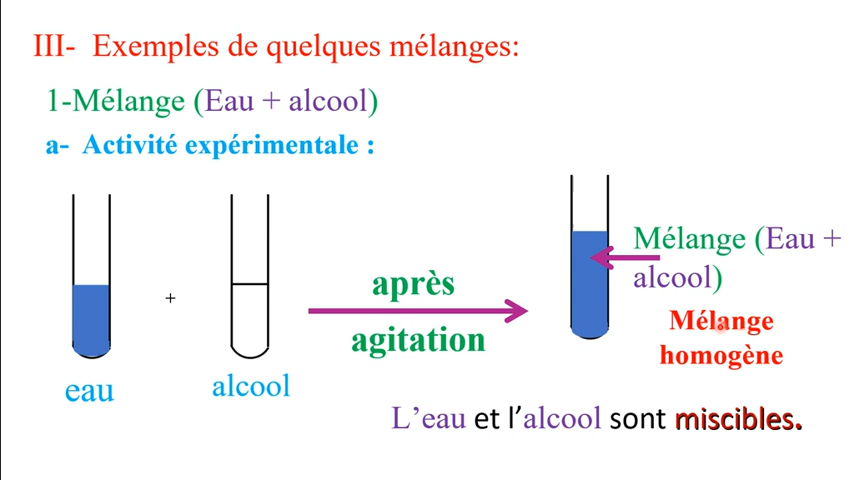 III- Exemples de quelques mélanges:
1-Mélange (Eau + alcool)
a- Activité expérimentale :
+
eau
alcool
après
agitation
Mélange (Eau +
alcool)
Mélange
homogène
L'eau et l'alcool sont miscibles.